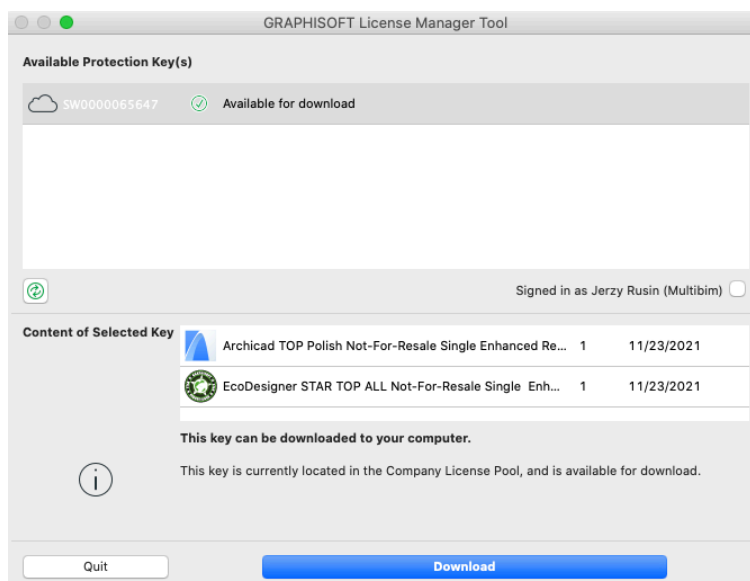 GRAPHISOFT License Manager Tool
Available Protection Key(s)
SW0000065647 Available for download
Signed in as Jerzy Rusin (Multibim)
Content of Selected Key
Archicad TOP Polish Not-For-Resale Single Enhanced Re... 1 11/23/2021
EcoDesigner STAR TOP ALL Not-For-Resale Single Enh... 1 11/23/2021
This key can be downloaded to your computer.
This key is currently located in the Company License Pool, and is available for download.
Quit Download